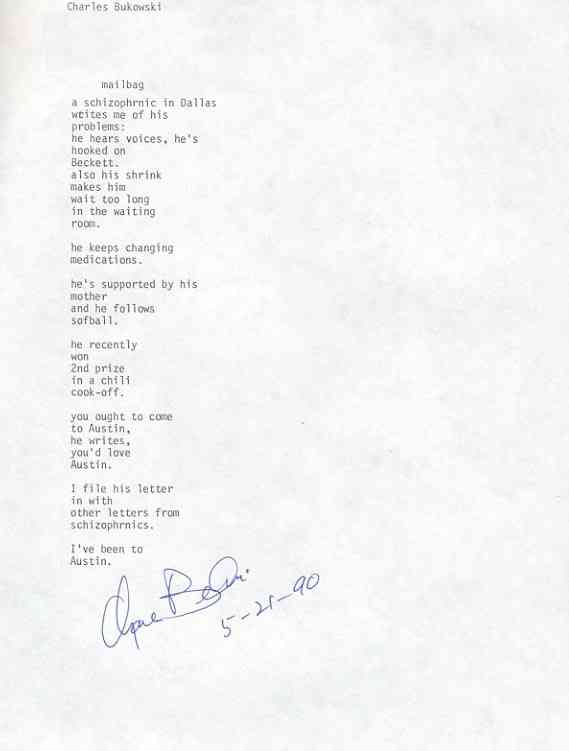 Charles Bukowski
mailbag
a schizophrnic in Dallas
writes me of his
problems:
he hears voices, he's
hooked on
Beckett.
also his shrink
makes him
wait too long
in the waiting
room.
he keeps changing
medications.
he's supported by his
mother
and he follows
sofball.
he recently
won
2nd prize
in a chili
cook-off.
you ought to come
to Austin,
he writes,
you'd love
Austin.
I file his letter
in with
other letters from
schizophrnics.
I've been to
Austin.
5-21-90